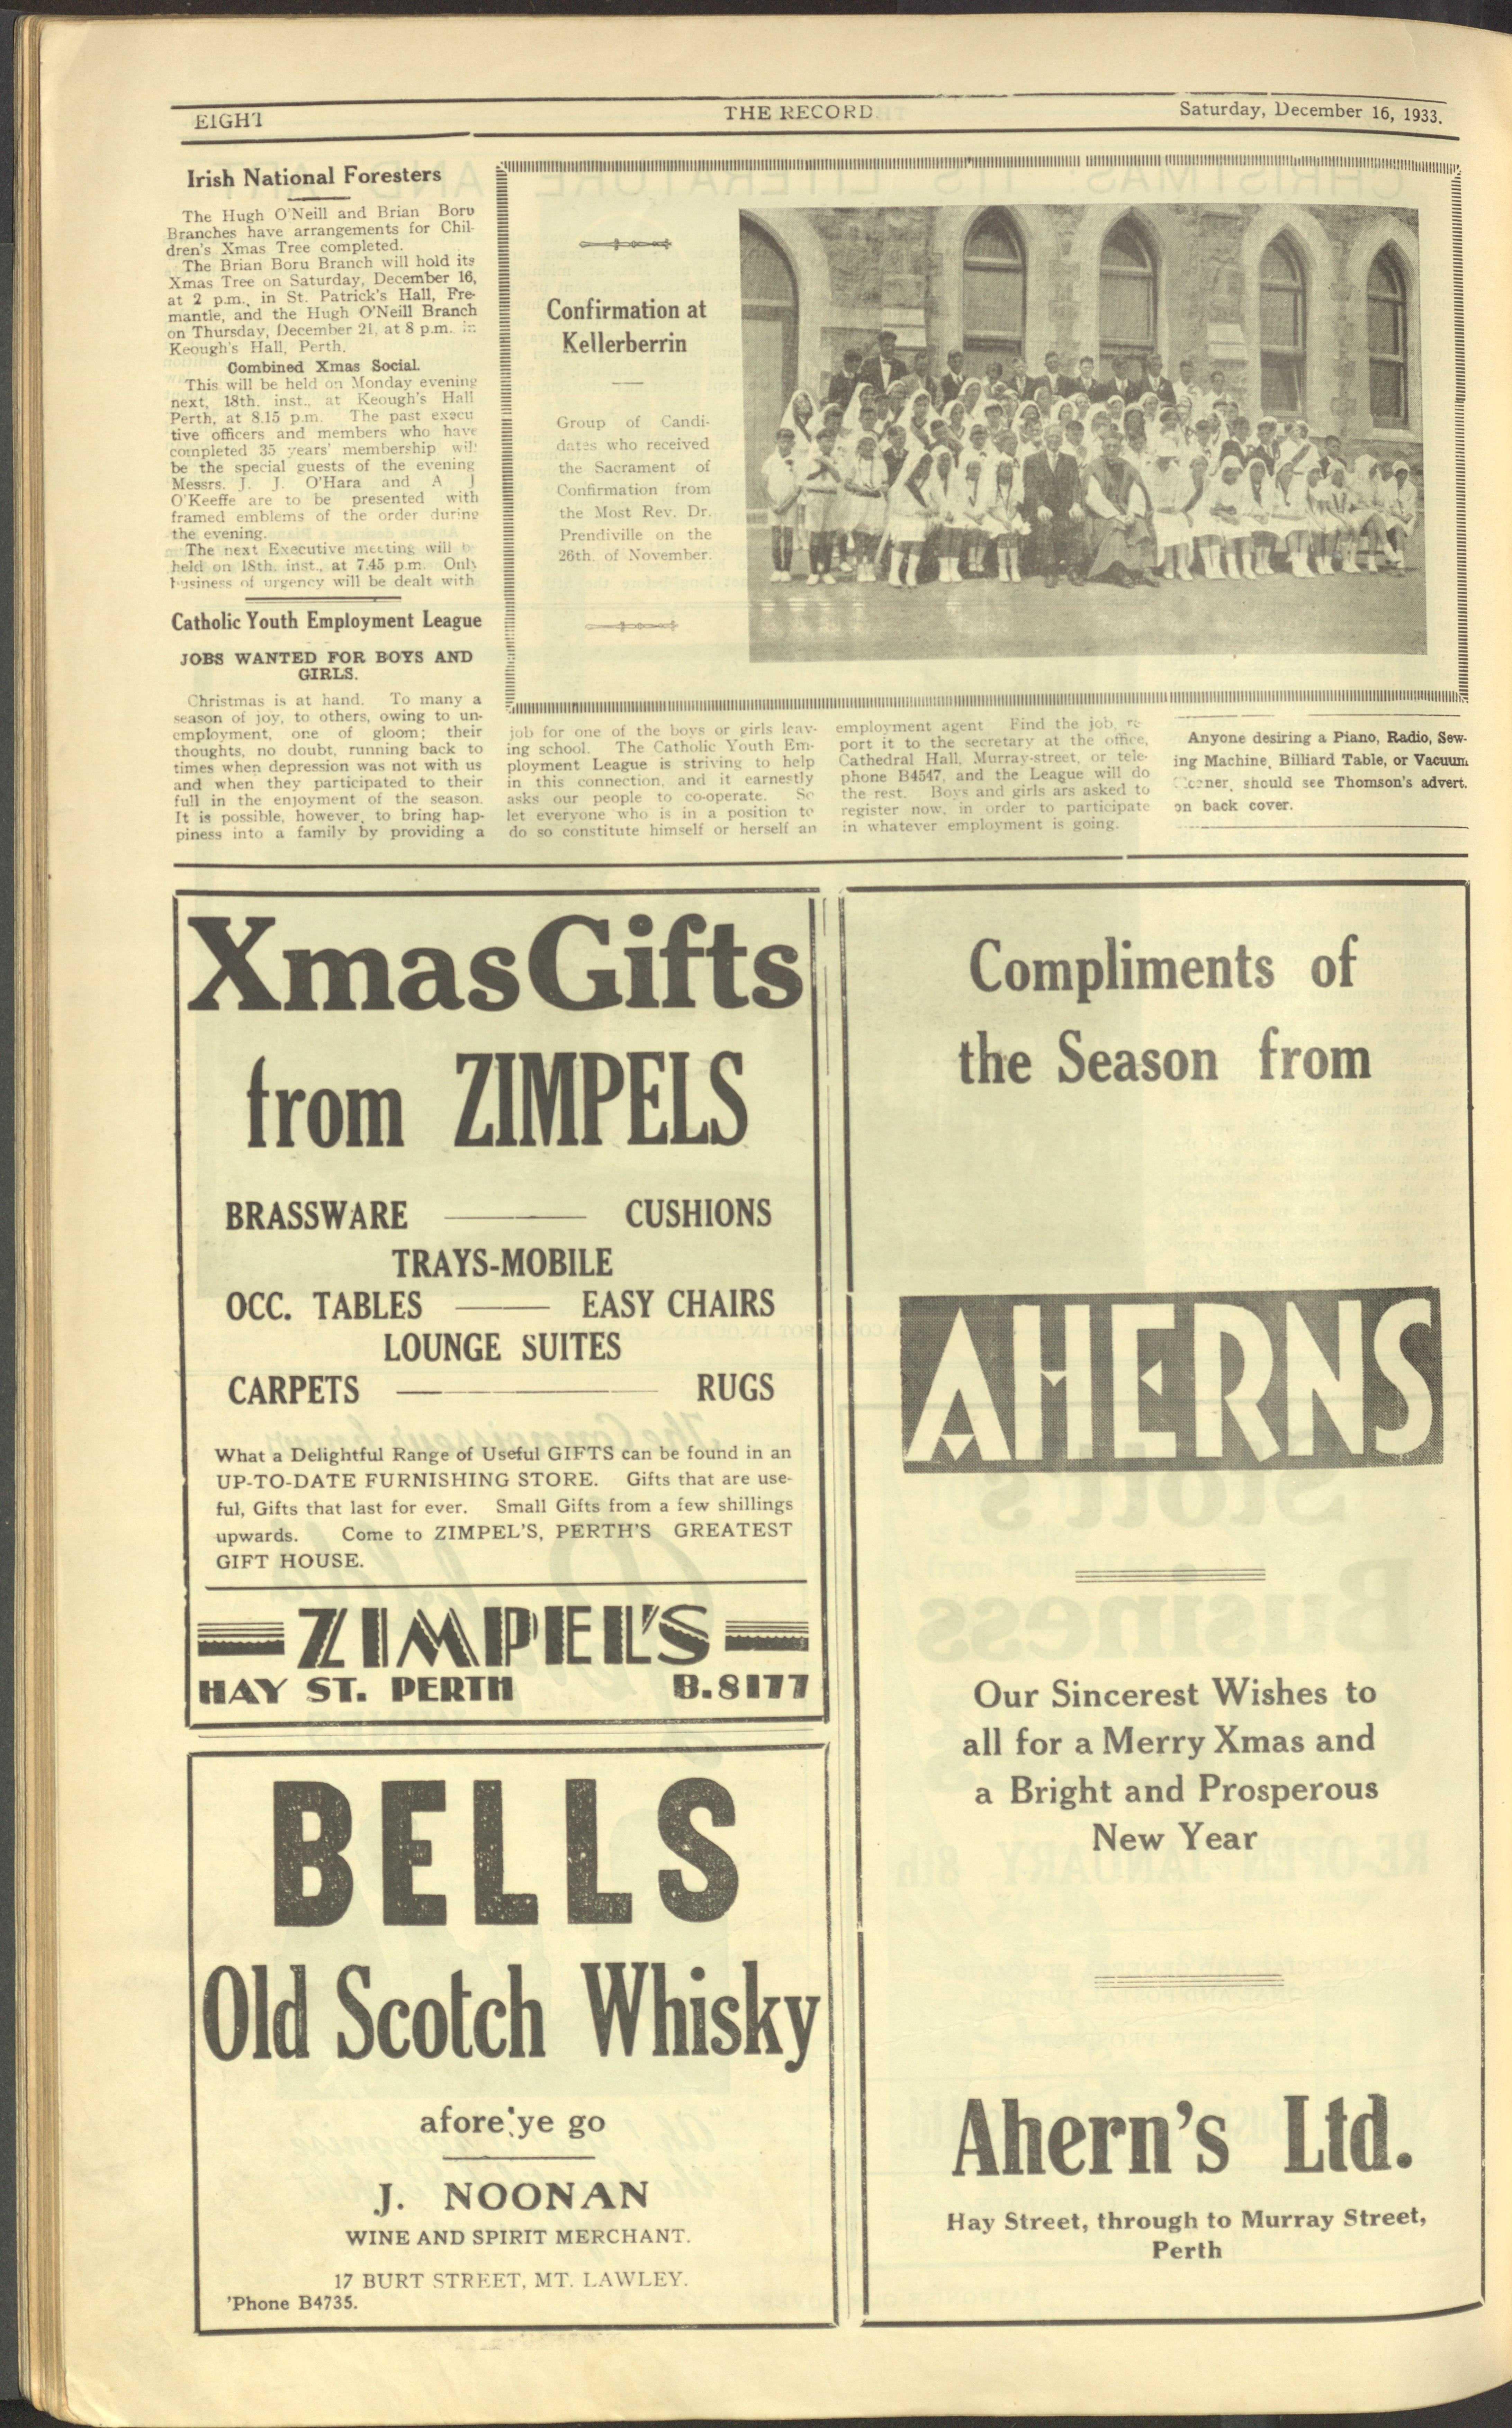 EIGHT
THE RECORD
Saturday, December 16, 1933.
Irish National Foresters
The Hugh O'Neill and Brian Boru
Branches have arrangements for Chil-
dren's Xmas Tree completed.
The Brian Boru Branch will hold its
Xmas Tree on Saturday, December 16,
at 2 p.m., in St. Patrick's Hall, Fre-
mantle, and the Hugh O'Neill Branch
on Thursday, December 21, at 8 p.m. in
Keough's Hall, Perth.
Combined Xmas Social.
This will be held on Monday evening
next, 18th. inst., at Keough's Hall
Perth, at 8.15 p.m. The past execu
tive officers and members who have
completed 35 years' membership will
be the special guests of the evening
Messrs. J. J. O'Hara and A J
O'Keeffe are to be presented with
framed emblems of the order during
the evening.
The next Executive meeting will be
held on 18th. inst., at 7.45 p.m. Only
business of urgency will be dealt with
Catholic Youth Employment League
JOBS WANTED FOR BOYS AND
GIRLS.
Christmas is at hand. To many a
season of joy, to others, owing to un-
employment, one of gloom; their
thoughts, no doubt, running back to
times when depression was not with us
and when they participated to their
full in the enjoyment of the season.
It is possible, however, to bring hap-
piness into a family by providing a
job for one of the boys or girls leav-
ing school. The Catholic Youth Em-
ployment League is striving to help
in this connection, and it earnestly
asks our people to co-operate. So
let everyone who is in a position to
do so constitute himself or herself an
employment agent Find the job, re-
port it to the secretary at the office,
Cathedral Hall, Murray-street, or tele-
phone B4547, and the League will do
the rest. Boys and girls ars asked to
register now, in order to participate
in whatever employment is going.
Confirmation at
Kellerberrin
Group of Candi-
dates who received
the Sacrament of
Confirmation from
the Most Rev. Dr.
Prendiville on the
26th. of November.
Anyone desiring a Piano, Radio, Sew-
ing Machine, Billiard Table, or Vacuum
should see Thomson's advert.
on back cover.
Xmas Gifts
from ZIMPELS
BRASSWARE CUSHIONS
TRAYS-MOBILE
OCC. TABLES EASY CHAIRS
LOUNGE SUITES
CARPETS RUGS
What a Delightful Range of Useful GIFTS can be found in an
UP-TO-DATE FURNISHING STORE. Gifts that are use-
ful, Gifts that last for ever. Small Gifts from a few shillings
upwards. Come to ZIMPEL'S, PERTH'S GREATEST
GIFT HOUSE.
ZIMPEL'S
HAY ST. PERTH B.8177
BELLS
Old Scotch Whisky
afore 'ye go
J. NOONAN
WINE AND SPIRIT MERCHANT.
17 BURT STREET, MT. LAWLEY.
'Phone B4735.
Compliments of
the Season from
AHERNS
Our Sincerest Wishes to
all for a Merry Xmas and
a Bright and Prosperous
New Year
Ahern's Ltd.
Hay Street, through to Murray Street,
Perth